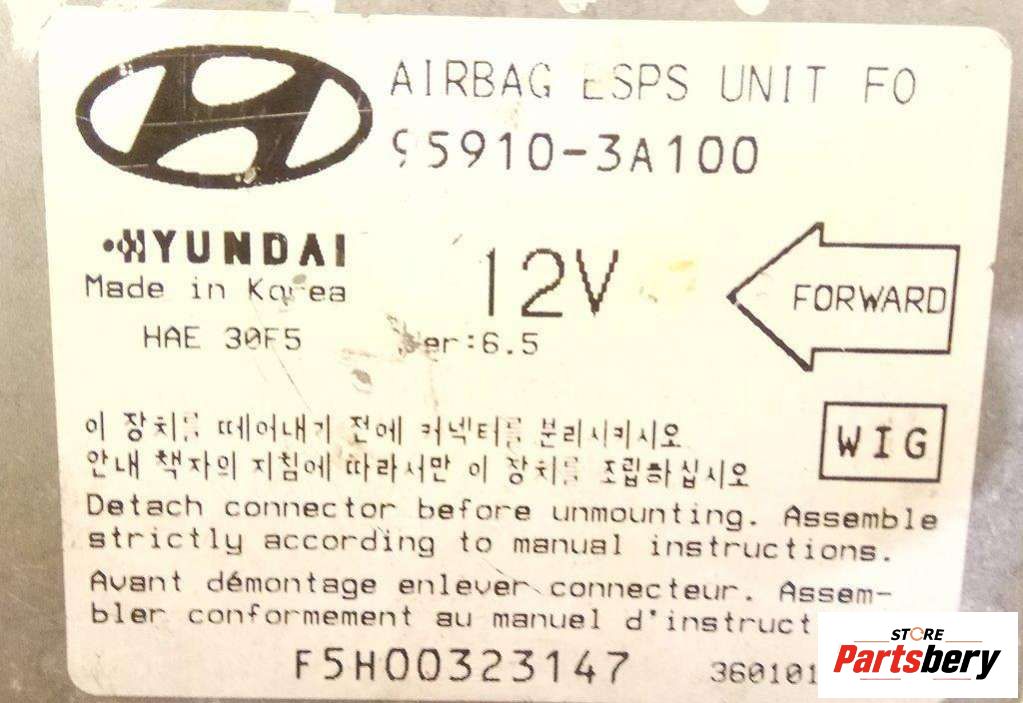 AIRBAG ESPS UNIT FO
95910-3A100
HYUNDAI
Made in Korea
12V
FORWARD
HAE 30F5
Ver:6.5
WIG
이 장치를 떼어내기 전에 커넥터를 분리시키시오
안내 책자의 지침에 따라서만 이 장치를 조립하십시오
Detach connector before unmounting. Assemble
strictly according to manual instructions.
Avant démontage enlever connecteur. Assem-
bler conformement au manuel d'instruct
F5H00323147
360101
STORE
Partsbery